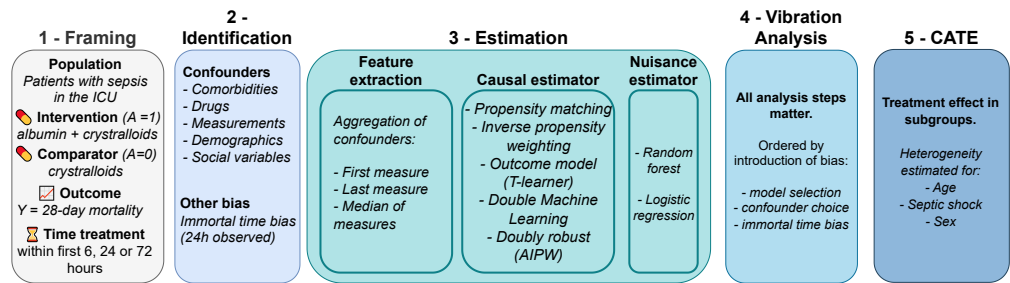 1 - Framing
Population
Patients with sepsis
in the ICU
Intervention (A =1)
albumin + crystralloids
Comparator (A=0)
crystralloids
Outcome
Y = 28-day mortality
Time treatment
within first 6, 24 or 72
hours
2 -
Identification
Confounders
- Comorbidities
- Drugs
- Measurements
- Demographics
- Social variables
Other bias
Immortal time bias
(24h observed)
3 - Estimation
Feature
extraction
Aggregation of
confounders:
- First measure
- Last measure
- Median of
measures
Causal estimator
- Propensity matching
- Inverse propensity
weighting
- Outcome model
(T-learner)
- Double Machine
Learning
- Doubly robust
(AIPW)
Nuisance
estimator
- Random
forest
- Logistic
regression
4 - Vibration
Analysis
All analysis steps
matter.
Ordered by
introduction of bias:
- model selection
- confounder choice
- immortal time bias
5 - CATE
Treatment effect in
subgroups.
Heterogeneity
estimated for:
- Age
- Septic shock
- Sex